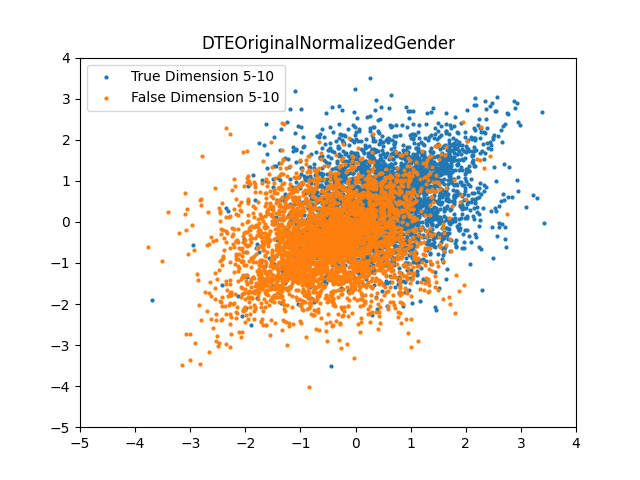 DTEOriginalNormalizedGender
True Dimension 5-10
False Dimension 5-10
4
3
2
1
0
−1
−2
−3
−4
−5
−5 −4 −3 −2 −1 0 1 2 3 4